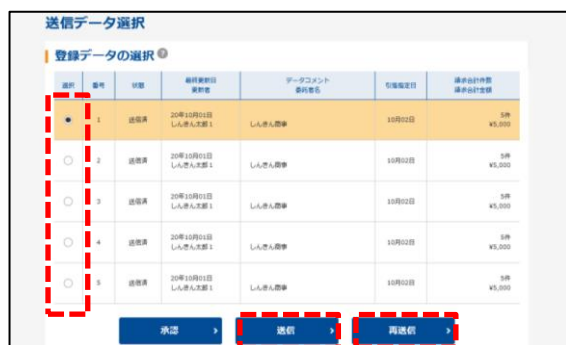 送信データ選択
登録データの選択
選択 番号 状態 最終更新日 データコメント 引落指定日 請求合計件数
更新者 委託者名 請求合計金額
1 送信済 20年10月01日 しんきん商事 10月02日 5件
しんきん太郎1 ¥5,000
2 送信済 20年10月01日 しんきん商事 10月02日 5件
しんきん太郎1 ¥5,000
3 送信済 20年10月01日 しんきん商事 10月02日 5件
しんきん太郎1 ¥5,000
4 送信済 20年10月01日 しんきん商事 10月02日 5件
しんきん太郎1 ¥5,000
5 送信済 20年10月01日 しんきん商事 10月02日 5件
しんきん太郎1 ¥5,000
承認 送信 再送信